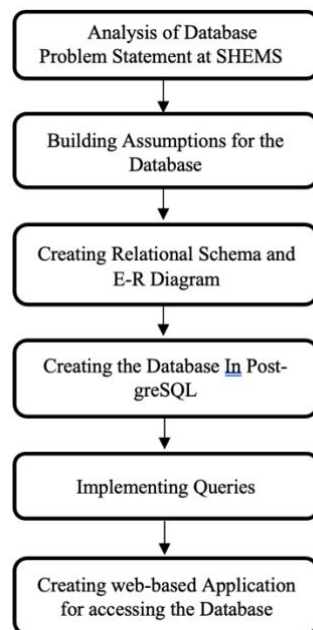 Analysis of Database
Problem Statement at SHEMS
Building Assumptions for the
Database
Creating Relational Schema and
E-R Diagram
Creating the Database In Post-
greSQL
Implementing Queries
Creating web-based Application
for accessing the Database